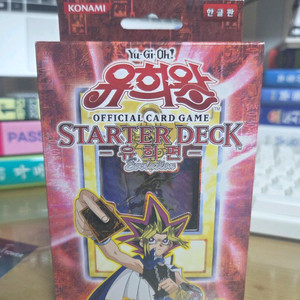 KONAMI
한글판
Yu-Gi-Oh!
유희왕
OFFICIAL CARD GAME
STARTER DECK
-유희편-
PASS